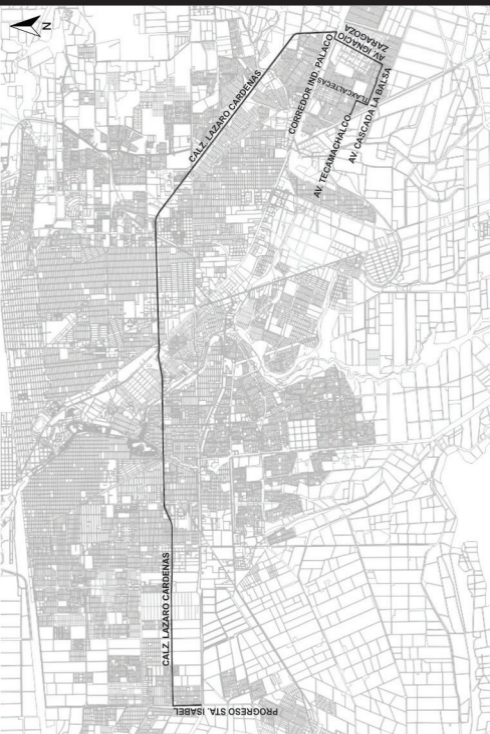 N
AV. IGNACIO
ZARAGOZA
CORREDOR IND. PALACO
CALZ. LAZARO CARDENAS
TLAXCALTECAS
AV. CASCADA LA BALSA
AV. TECAMACHALCO
CALZ. LAZARO CARDENAS
PROGRESO STA. ISABEL